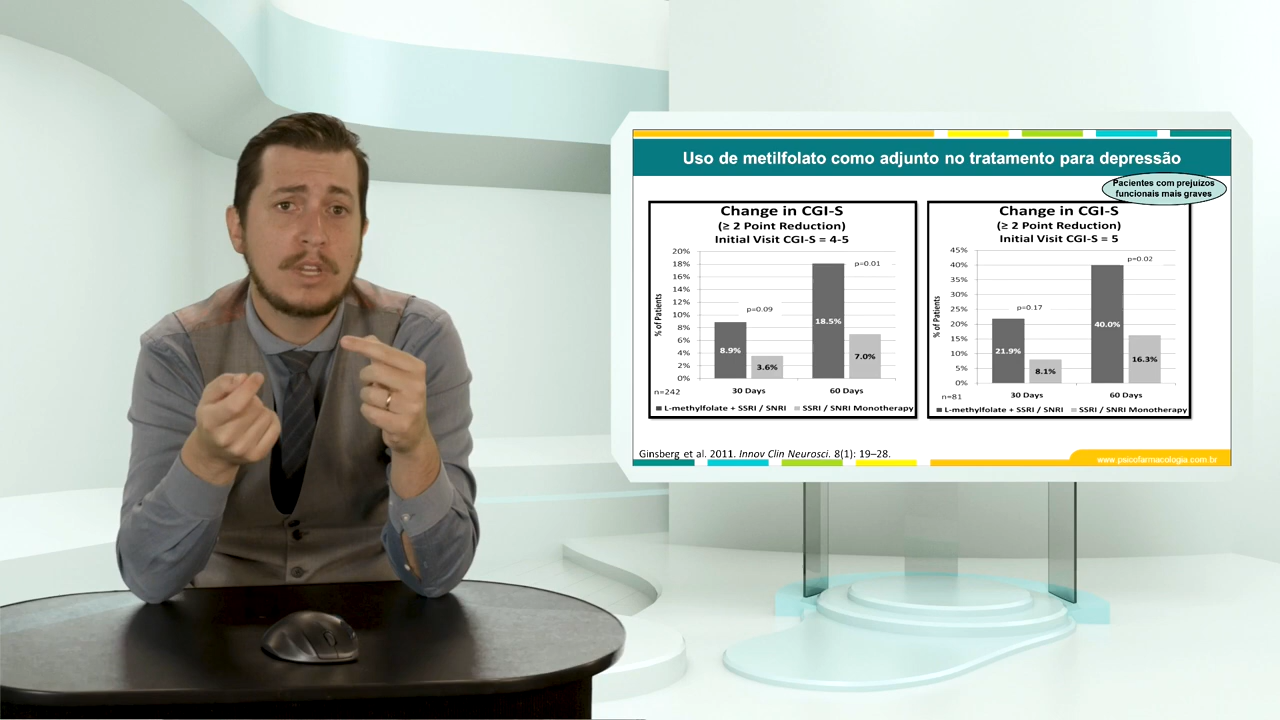 Uso de metilfolato como adjunto no tratamento para depressão
Pacientes com prejuízos
funcionais mais graves
Change in CGI-S
(≥ 2 Point Reduction)
Initial Visit CGI-S = 4-5
20%
18%
16%
14%
12%
10%
8%
6%
4%
2%
0%
% of Patients
p=0.09
p=0.01
8.9%
3.6%
18.5%
7.0%
n=242
30 Days
60 Days
L-methylfolate + SSRI / SNRI
SSRI / SNRI Monotherapy
Change in CGI-S
(≥ 2 Point Reduction)
Initial Visit CGI-S = 5
45%
40%
35%
30%
25%
20%
15%
10%
5%
0%
% of Patients
p=0.17
p=0.02
21.9%
8.1%
40.0%
16.3%
n=81
30 Days
60 Days
L-methylfolate + SSRI / SNRI
SSRI / SNRI Monotherapy
Ginsberg et al. 2011. Innov Clin Neurosci. 8(1): 19–28.
www.psicofarmacologia.com.br